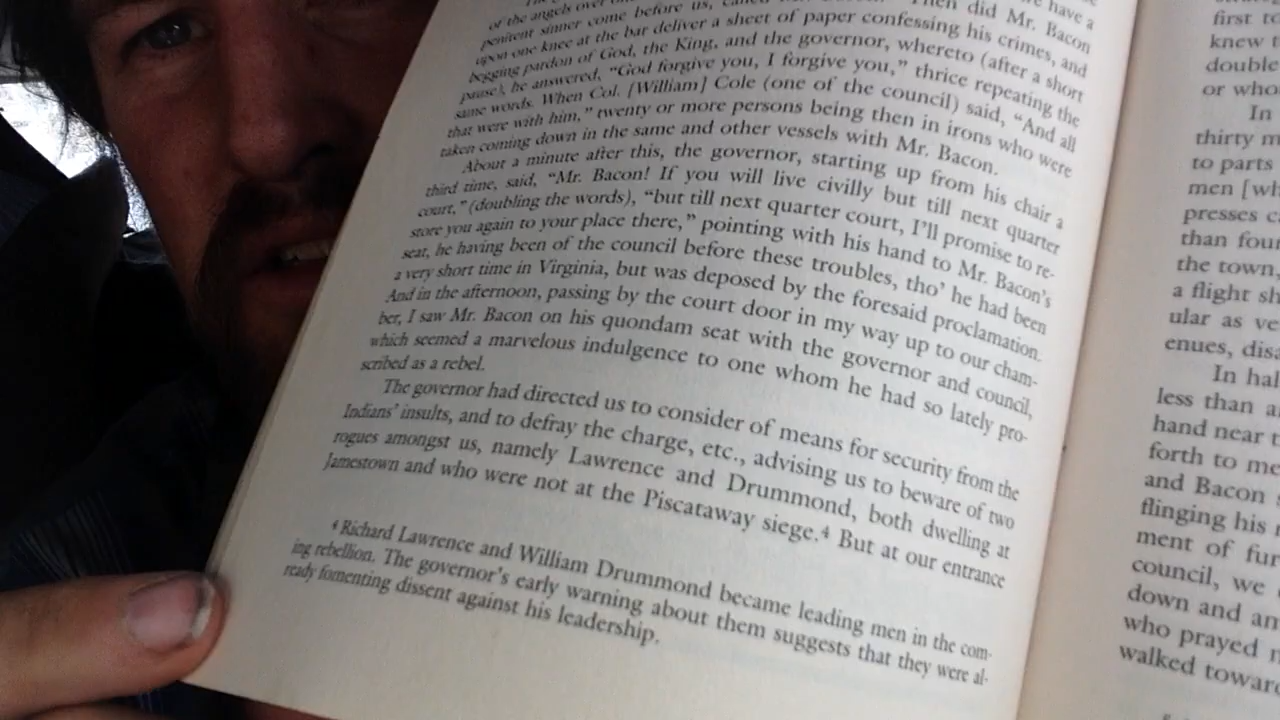 of the angels over
we have a
penitent sinner come before us,
Then did Mr. Bacon
upon one knee at the bar deliver a sheet of paper confessing his crimes, and
begging pardon of God, the King, and the governor, whereto (after a short
pause), he answered, "God forgive you, I forgive you," thrice repeating the
same words. When Col. [William] Cole (one of the council) said, "And all
that were with him," twenty or more persons being then in irons who were
taken coming down in the same and other vessels with Mr. Bacon.
About a minute after this, the governor, starting up from his chair a
third time, said, "Mr. Bacon! If you will live civilly but till next quarter
court," (doubling the words), "but till next quarter court, I'll promise to re-
store you again to your place there," pointing with his hand to Mr. Bacon's
seat, he having been of the council before these troubles, tho' he had been
a very short time in Virginia, but was deposed by the foresaid proclamation.
And in the afternoon, passing by the court door in my way up to our cham-
ber, I saw Mr. Bacon on his quondam seat with the governor and council,
which seemed a marvelous indulgence to one whom he had so lately pro-
scribed as a rebel.
The governor had directed us to consider of means for security from the
Indians' insults, and to defray the charge, etc., advising us to beware of two
rogues amongst us, namely Lawrence and Drummond, both dwelling at
Jamestown and who were not at the Piscataway siege.⁴ But at our entrance
⁴ Richard Lawrence and William Drummond became leading men in the com-
ing rebellion. The governor's early warning about them suggests that they were al-
ready fomenting dissent against his leadership.
first
knew
double
or who
In
thirty
to parts
men
presses
than
the town.
a flight
ular as
enues,
In
less than
hand near
forth to
and Bacon
flinging his
ment of
council, we
down and
who prayed
walked